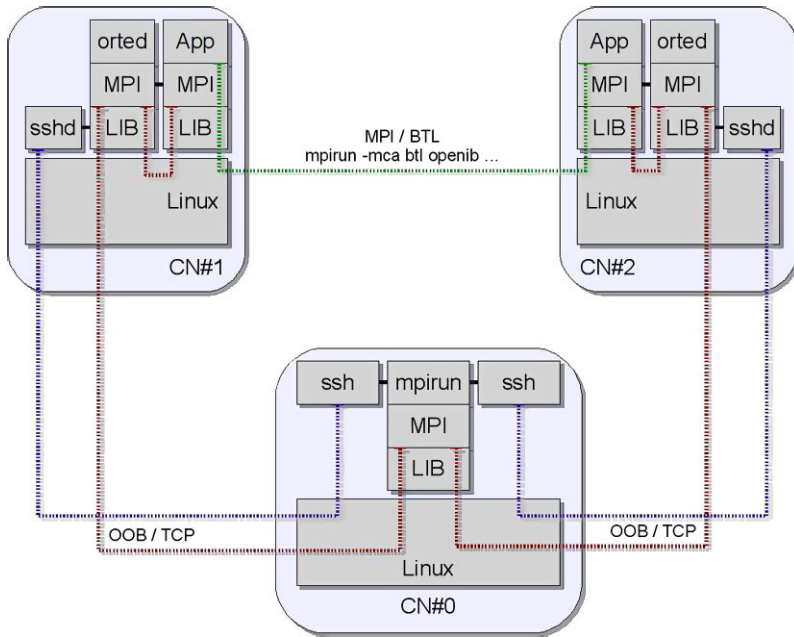 orted App
MPI MPI
sshd LIB LIB
Linux
CN#1
App orted
MPI MPI
LIB LIB sshd
Linux
CN#2
MPI / BTL
mpirun -mca btl openib ...
ssh mpirun ssh
MPI
LIB
OOB / TCP
OOB / TCP
Linux
CN#0